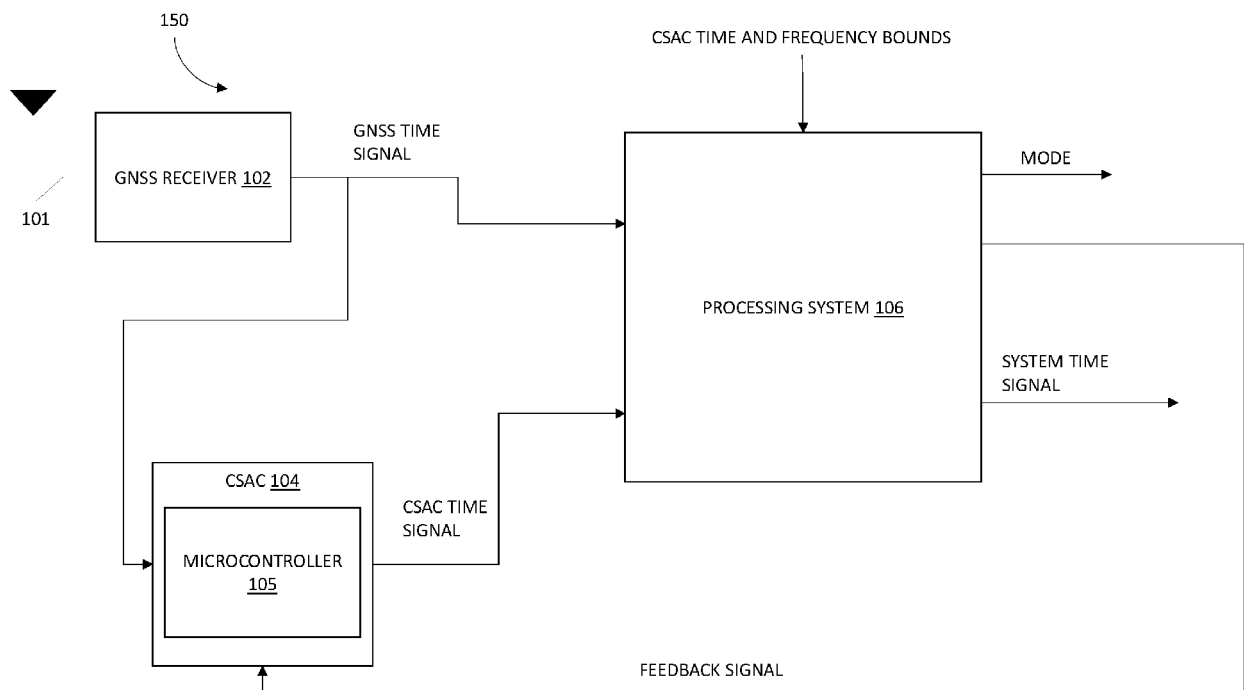 150
CSAC TIME AND FREQUENCY BOUNDS
GNSS TIME
SIGNAL
MODE
GNSS RECEIVER 102
101
PROCESSING SYSTEM 106
SYSTEM TIME
SIGNAL
CSAC 104
CSAC TIME
SIGNAL
MICROCONTROLLER
105
FEEDBACK SIGNAL